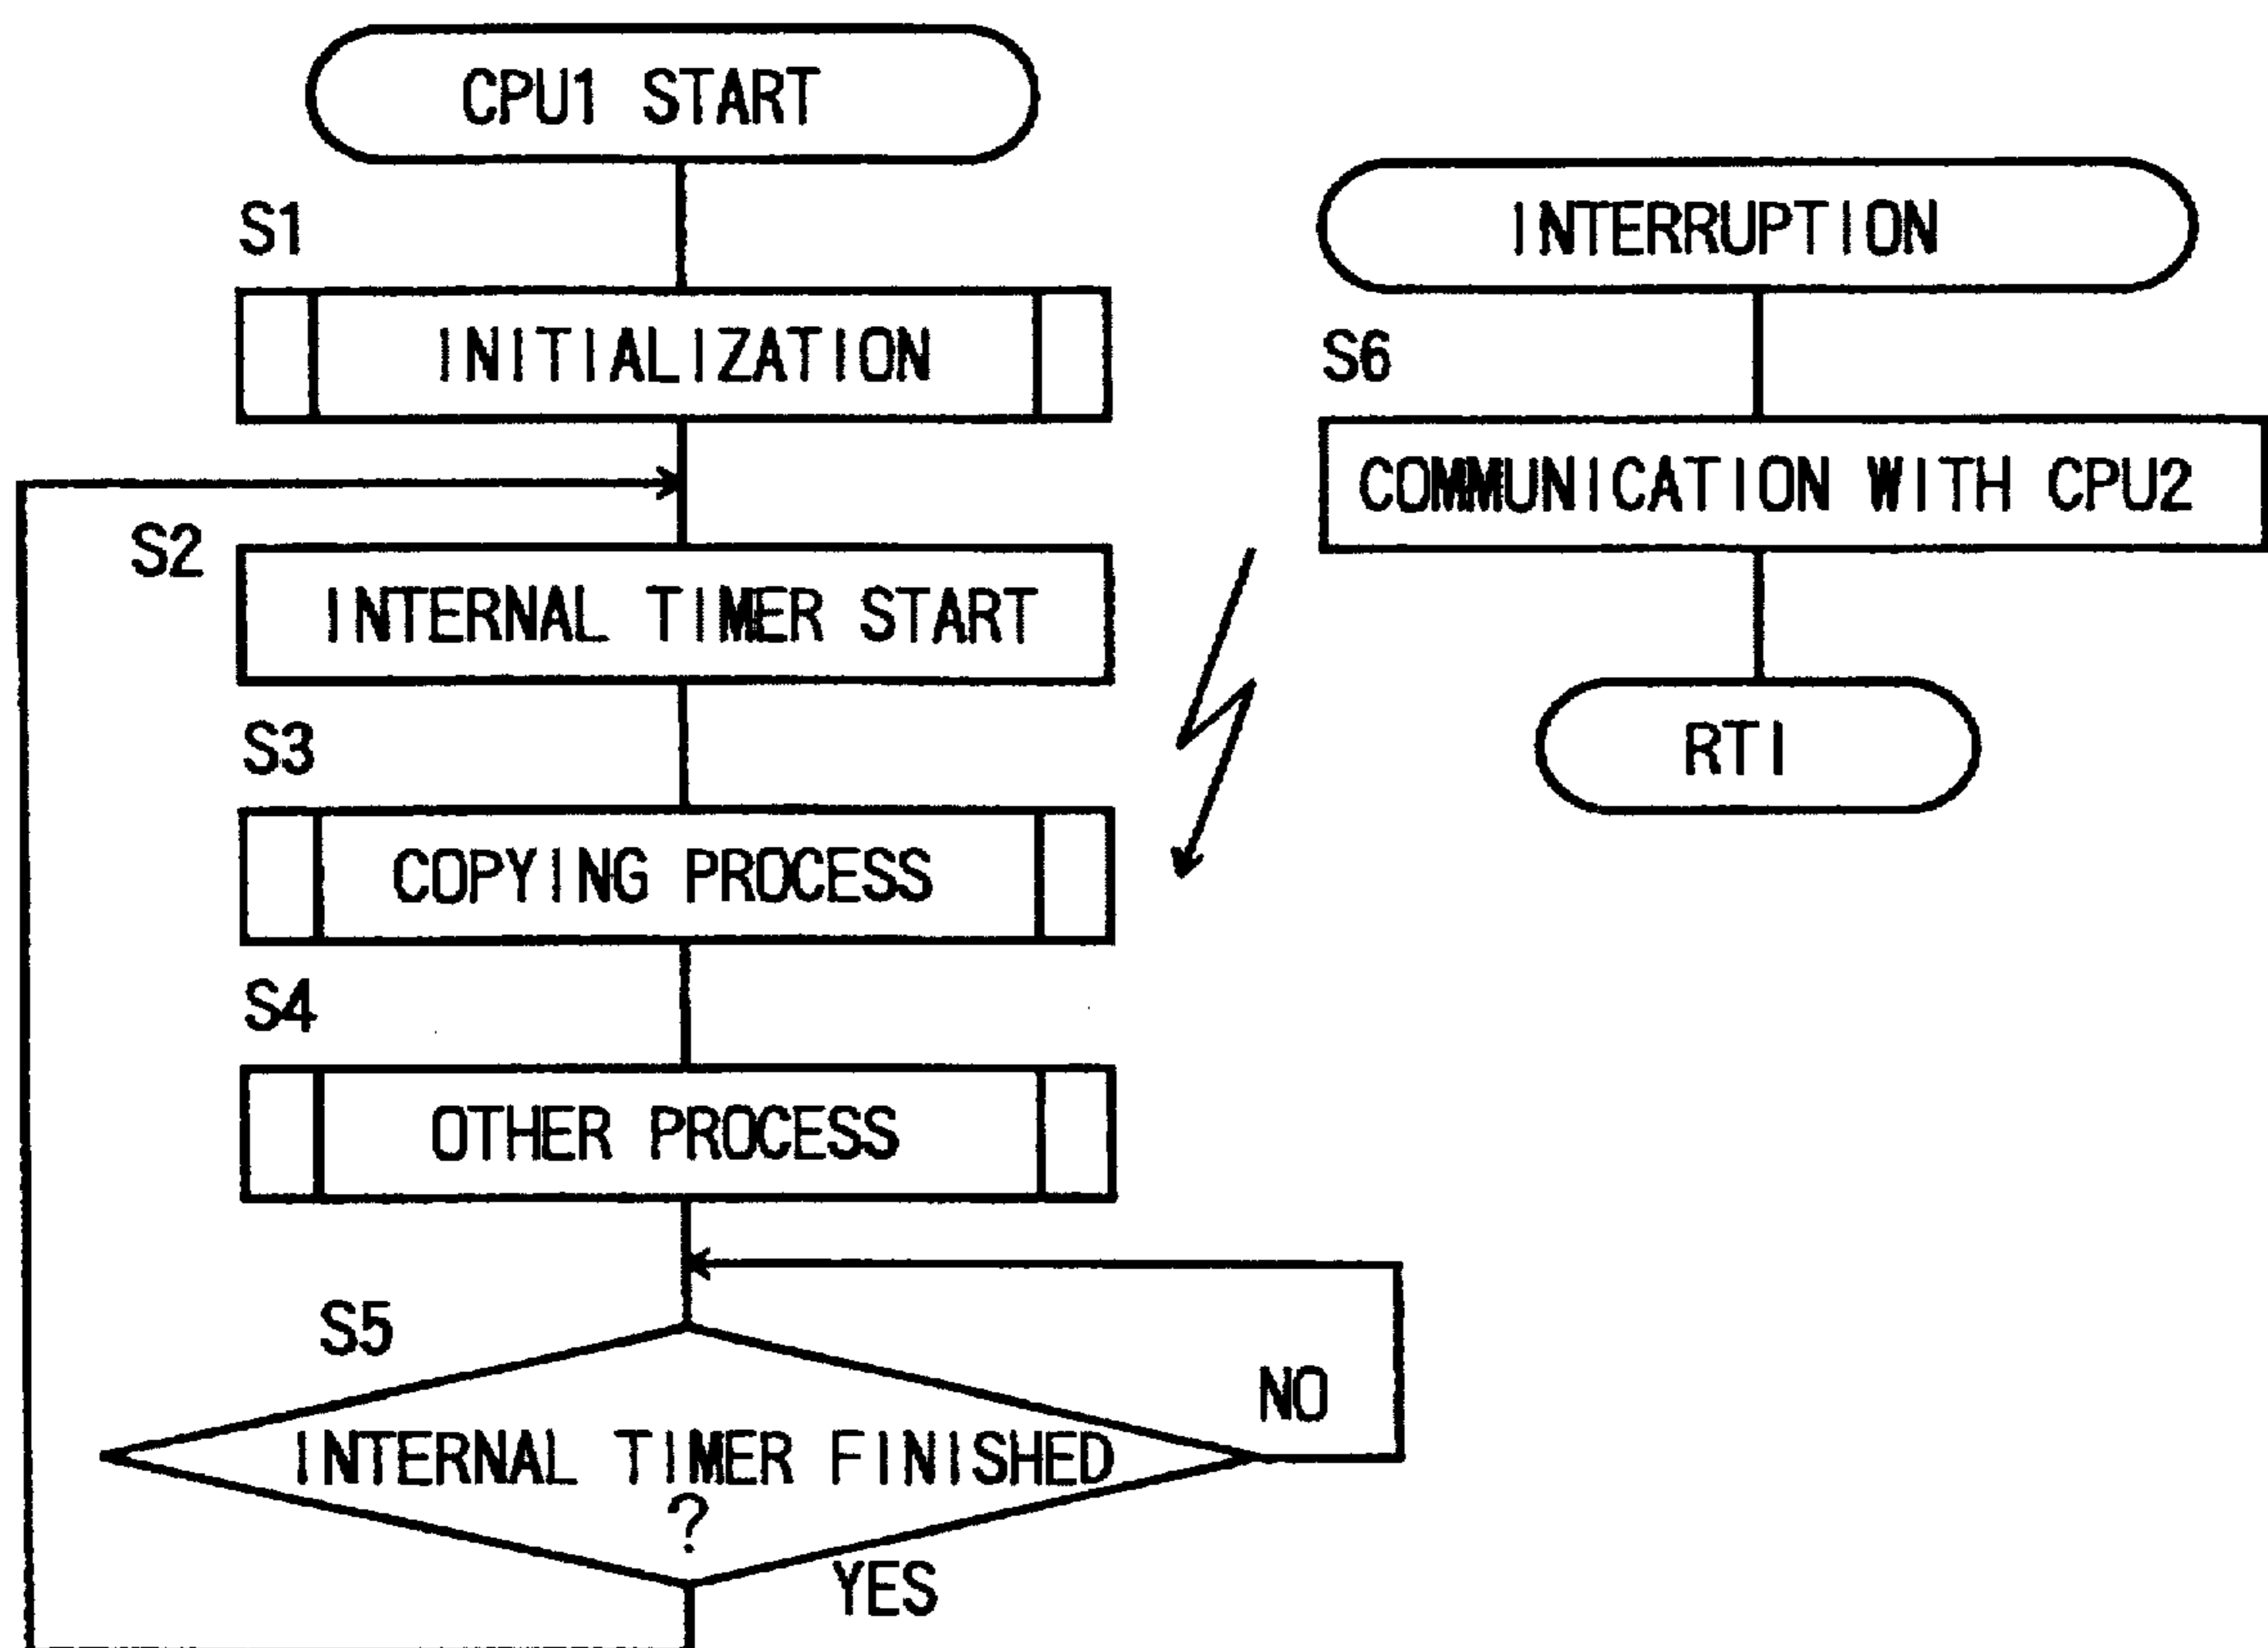 CPU1 START
S1
INITIALIZATION
S2
INTERNAL TIMER START
S3
COPYING PROCESS
S4
OTHER PROCESS
S5
INTERNAL TIMER FINISHED
?
NO
YES
INTERRUPTION
S6
COMMUNICATION WITH CPU2
RTI